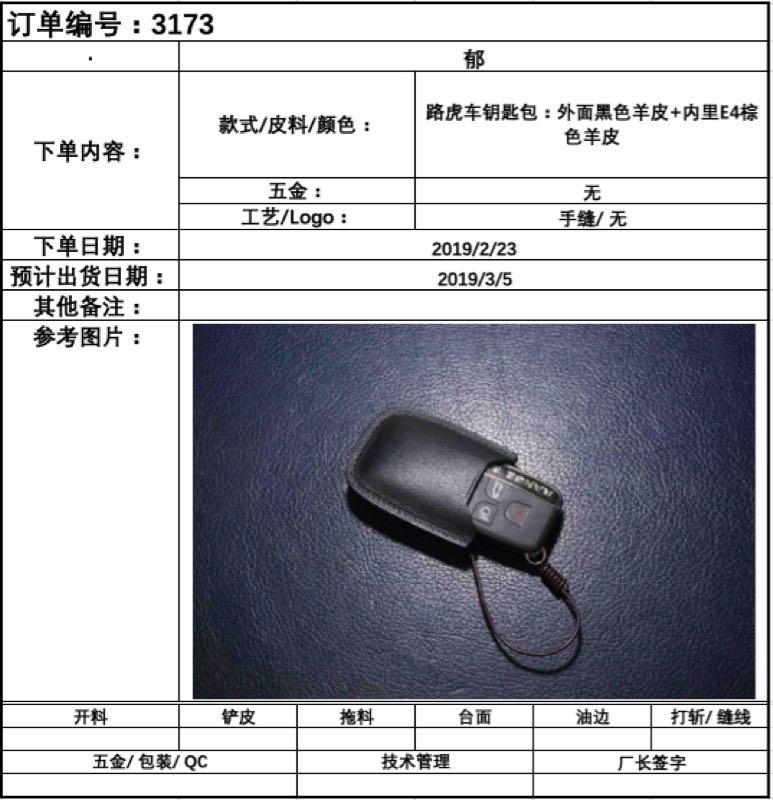 订单编号：3173
· 郁
下单内容： 款式/皮料/颜色： 路虎车钥匙包：外面黑色羊皮+内里E4棕
色羊皮
五金： 无
工艺/Logo： 手缝/ 无
下单日期： 2019/2/23
预计出货日期： 2019/3/5
其他备注：
参考图片：
开料 铲皮 拖料 台面 油边 打斩/ 缝线
五金/ 包装/ QC 技术管理 厂长签字